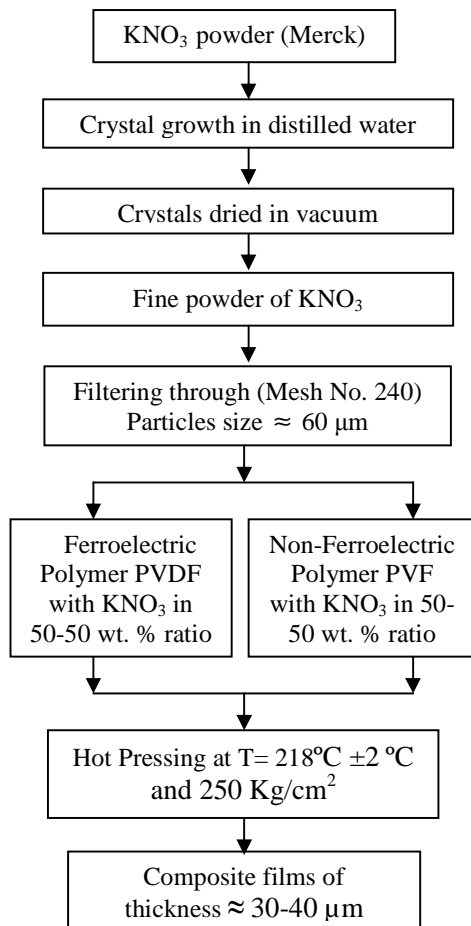 KNO₃ powder (Merck)
Crystal growth in distilled water
Crystals dried in vacuum
Fine powder of KNO₃
Filtering through (Mesh No. 240)
Particles size ≈ 60 μm
Ferroelectric
Polymer PVDF
with KNO₃ in
50-50 wt. % ratio
Non-Ferroelectric
Polymer PVF
with KNO₃ in 50-
50 wt. % ratio
Hot Pressing at T= 218ºC ±2 ºC
and 250 Kg/cm²
Composite films of
thickness ≈ 30-40 μm